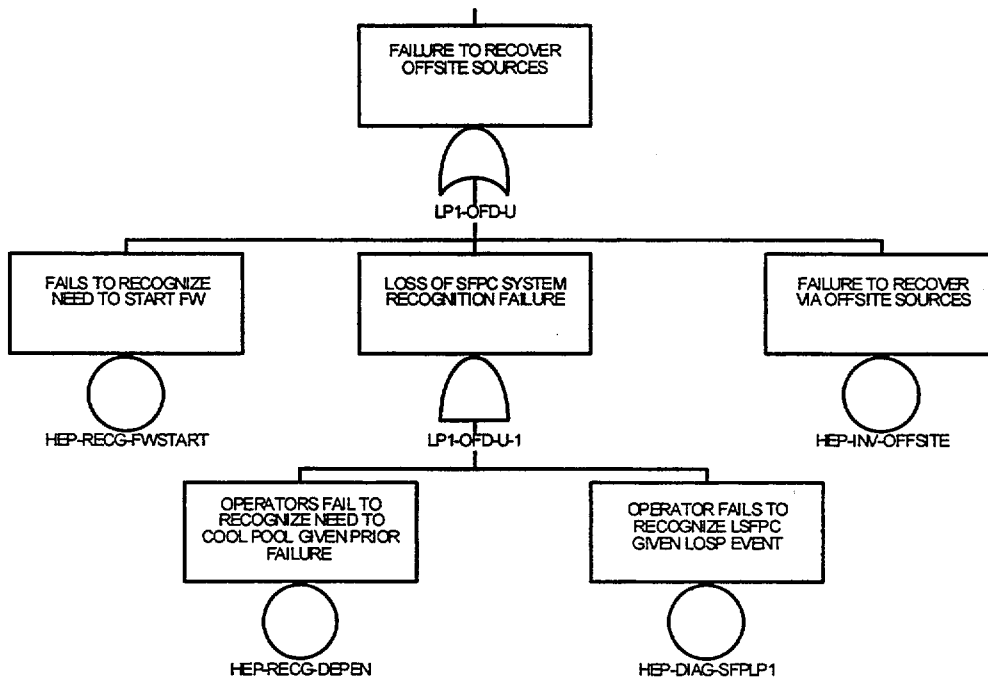 FAILURE TO RECOVER
OFFSITE SOURCES
LP1-OFD-U
FAILS TO RECOGNIZE
NEED TO START FW
HEP-RECG-FWSTART
LOSS OF SFPC SYSTEM
RECOGNITION FAILURE
LP1-OFD-U-1
FAILURE TO RECOVER
VIA OFFSITE SOURCES
HEP-INV-OFFSITE
OPERATORS FAIL TO
RECOGNIZE NEED TO
COOL POOL GIVEN PRIOR
FAILURE
HEP-RECG-DEPEN
OPERATOR FAILS TO
RECOGNIZE LSFPC
GIVEN LOSP EVENT
HEP-DIAG-SFPLP1